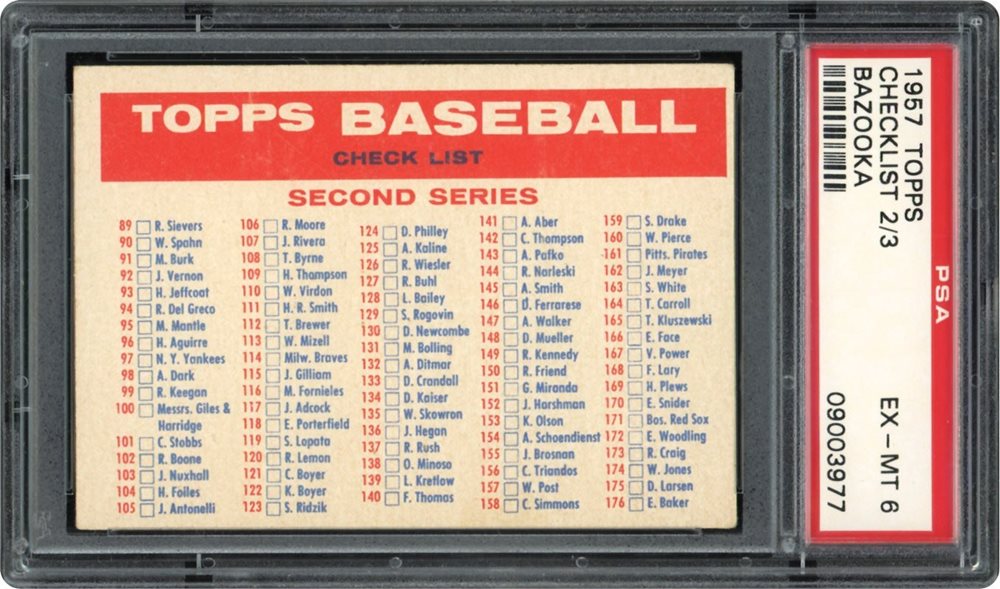 TOPPS BASEBALL
CHECK LIST
SECOND SERIES
89 R. Sievers
90 W. Spahn
91 M. Burk
92 J. Vernon
93 H. Jeffcoat
94 R. Del Greco
95 M. Mantle
96 H. Aguirre
97 N. Y. Yankees
98 A. Dark
99 R. Keegan
100 Messrs. Giles &
Harridge
101 C. Stobbs
102 R. Boone
103 J. Nuxhall
104 H. Foiles
105 J. Antonelli
106 R. Moore
107 J. Rivera
108 T. Byrne
109 H. Thompson
110 W. Virdon
111 H. R. Smith
112 T. Brewer
113 W. Mizell
114 Milw. Braves
115 J. Gilliam
116 M. Fornieles
117 J. Adcock
118 E. Porterfield
119 S. Lopata
120 R. Lemon
121 C. Boyer
122 K. Boyer
123 S. Ridzik
124 D. Philley
125 A. Kaline
126 R. Wiesler
127 R. Buhl
128 L. Bailey
129 S. Rogovin
130 D. Newcombe
131 M. Bolling
132 A. Ditmar
133 D. Crandall
134 D. Kaiser
135 W. Skowron
136 J. Hegan
137 R. Rush
138 O. Minoso
139 L. Kretlow
140 F. Thomas
141 A. Aber
142 C. Thompson
143 A. Pafko
144 R. Narleski
145 A. Smith
146 D. Ferrarese
147 A. Walker
148 D. Mueller
149 R. Kennedy
150 R. Friend
151 G. Miranda
152 J. Harshman
153 K. Olson
154 A. Schoendienst
155 J. Brosnan
156 C. Triandos
157 W. Post
158 C. Simmons
159 S. Drake
160 W. Pierce
161 Pitts. Pirates
162 J. Meyer
163 S. White
164 T. Carroll
165 T. Kluszewski
166 E. Face
167 V. Power
168 F. Lary
169 H. Plews
170 E. Snider
171 Bos. Red Sox
172 E. Woodling
173 R. Craig
174 W. Jones
175 D. Larsen
176 E. Baker
1957 TOPPS
CHECKLIST 2/3
BAZOOKA
PSA
EX - MT 6
09003977